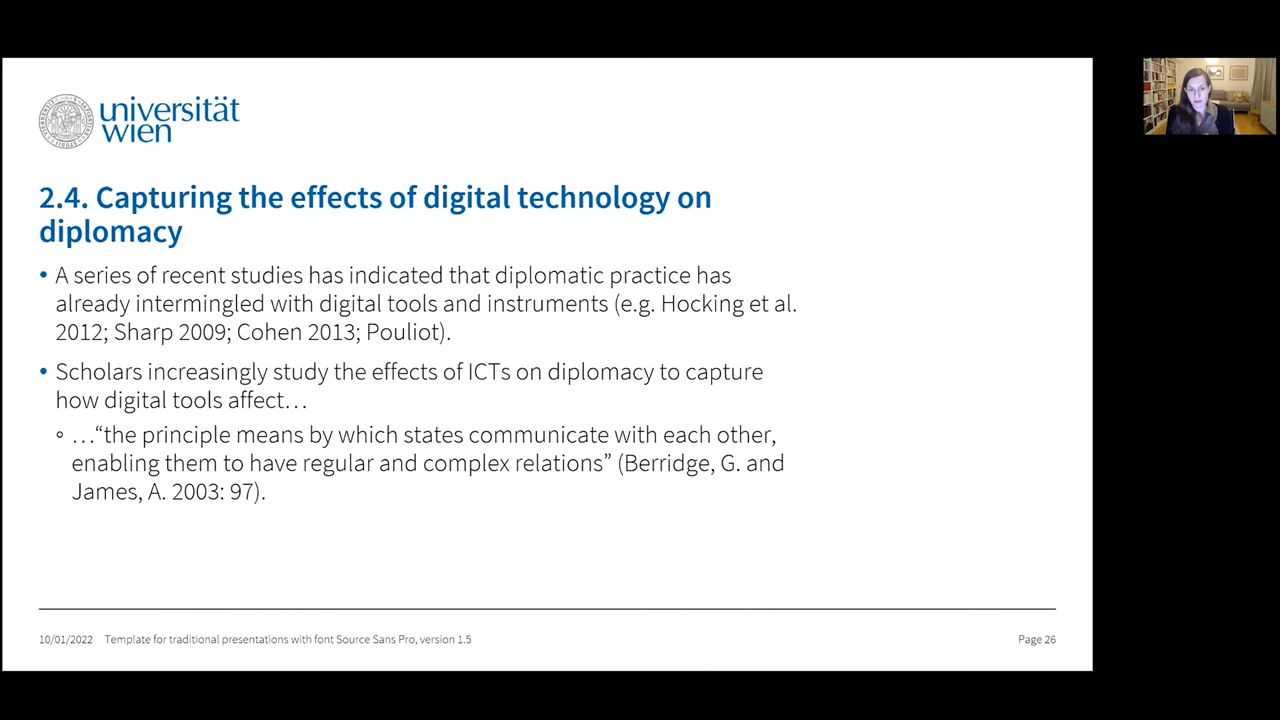 universität
wien
2.4. Capturing the effects of digital technology on
diplomacy
• A series of recent studies has indicated that diplomatic practice has
already intermingled with digital tools and instruments (e.g. Hocking et al.
2012; Sharp 2009; Cohen 2013; Pouliot).
• Scholars increasingly study the effects of ICTs on diplomacy to capture
how digital tools affect…
◦ …“the principle means by which states communicate with each other,
enabling them to have regular and complex relations” (Berridge, G. and
James, A. 2003: 97).
10/01/2022 Template for traditional presentations with font Source Sans Pro, version 1.5 Page 26